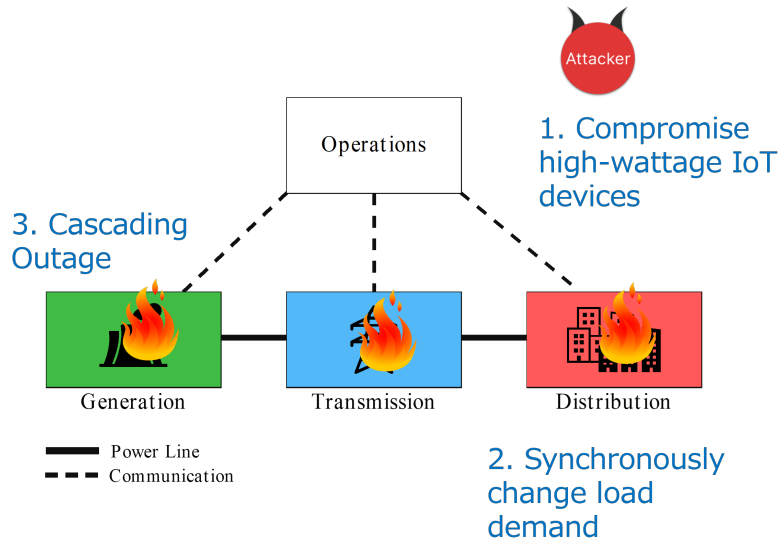 Attacker
1. Compromise
high-wattage IoT
devices
Operations
3. Cascading
Outage
Generation
Transmission
Distribution
Power Line
Communication
2. Synchronously
change load
demand